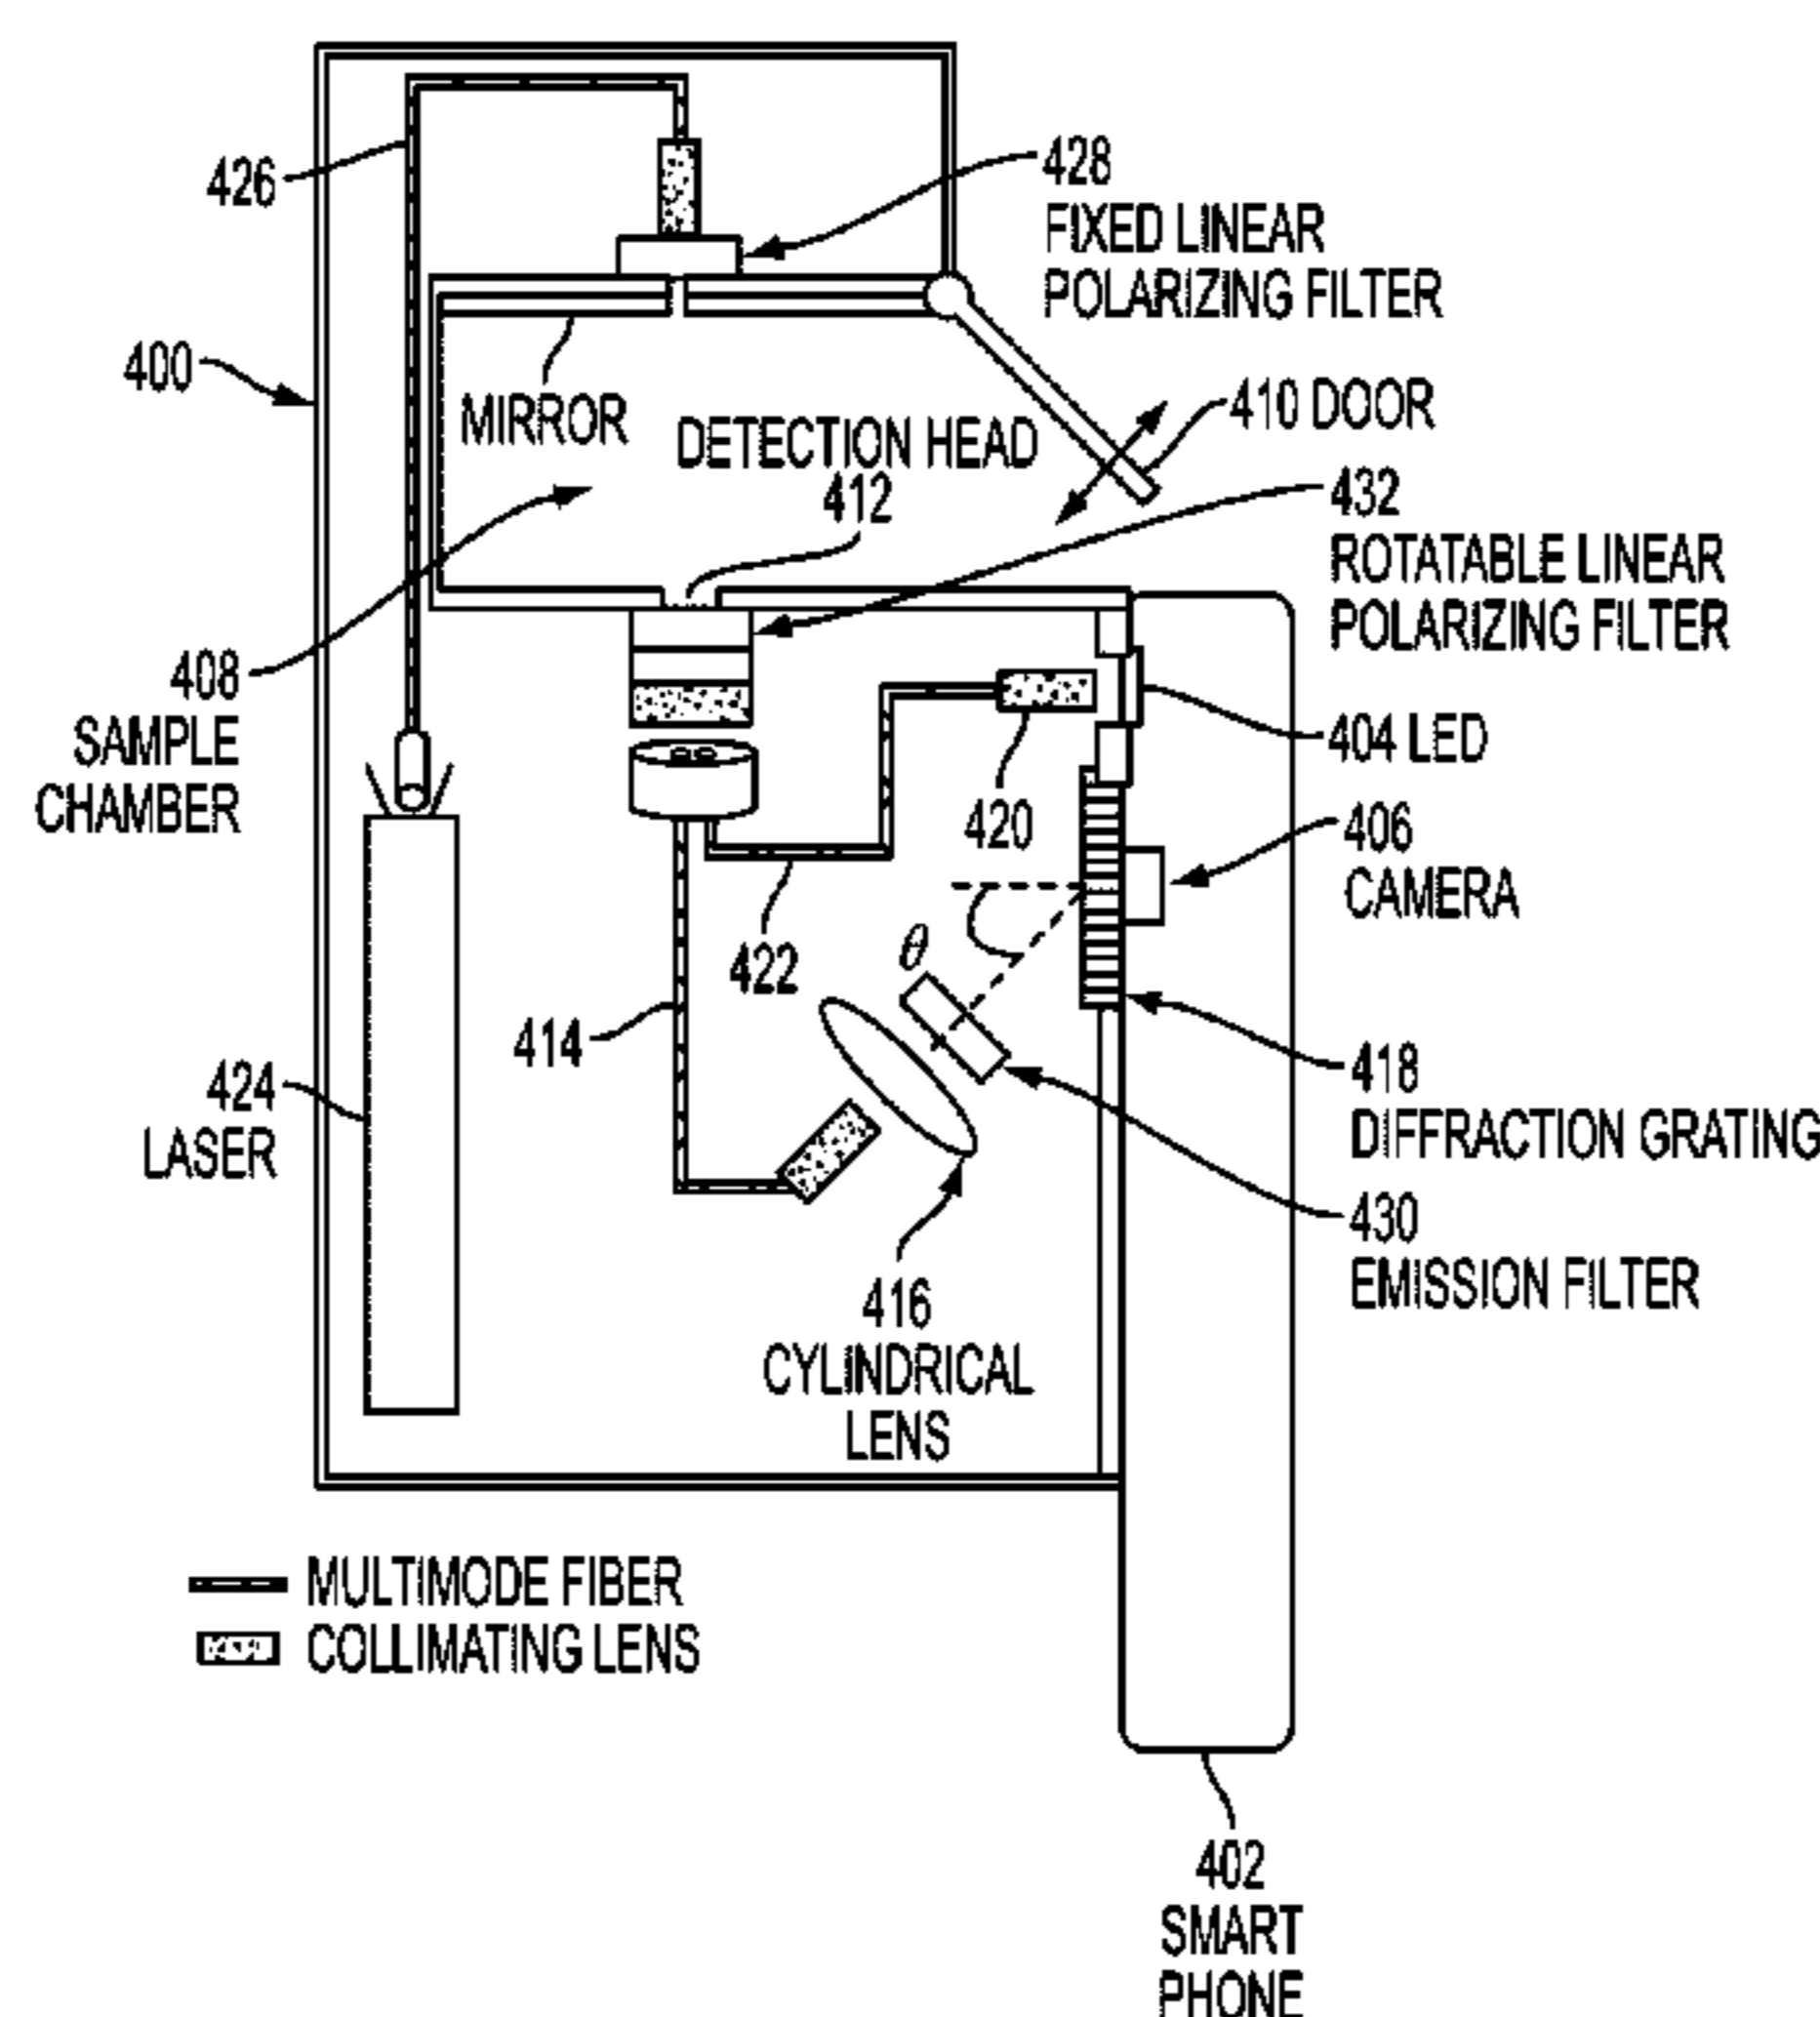 426
428
FIXED LINEAR
POLARIZING FILTER
400
MIRROR
DETECTION HEAD
412
410 DOOR
432
ROTATABLE LINEAR
POLARIZING FILTER
408
SAMPLE
CHAMBER
404 LED
420
406
CAMERA
422
θ
414
424
LASER
418
DIFFRACTION GRATING
430
EMISSION FILTER
416
CYLINDRICAL
LENS
MULTIMODE FIBER
COLLIMATING LENS
402
SMART
PHONE